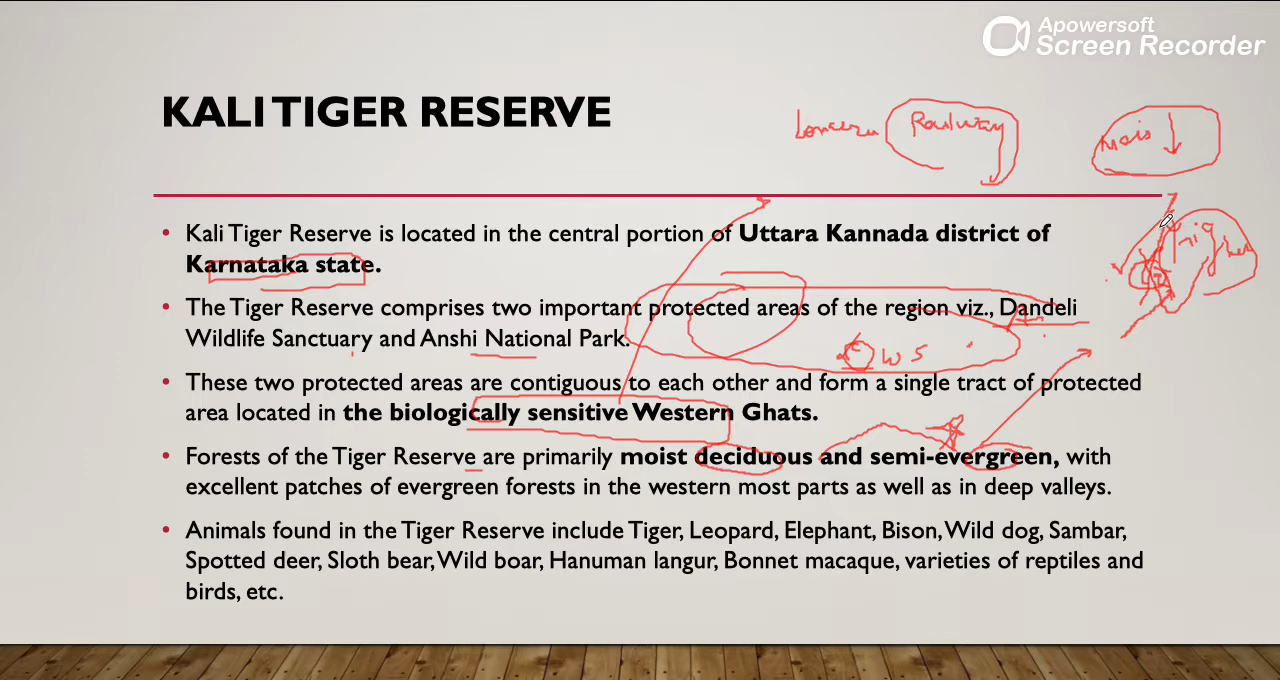 Apowersoft
Screen Recorder
KALI TIGER RESERVE
Railway
• Kali Tiger Reserve is located in the central portion of Uttara Kannada district of
Karnataka state.
• The Tiger Reserve comprises two important protected areas of the region viz., Dandeli
Wildlife Sanctuary and Anshi National Park.
WS
• These two protected areas are contiguous to each other and form a single tract of protected
area located in the biologically sensitive Western Ghats.
• Forests of the Tiger Reserve are primarily moist deciduous and semi-evergreen, with
excellent patches of evergreen forests in the western most parts as well as in deep valleys.
• Animals found in the Tiger Reserve include Tiger, Leopard, Elephant, Bison, Wild dog, Sambar,
Spotted deer, Sloth bear, Wild boar, Hanuman langur, Bonnet macaque, varieties of reptiles and
birds, etc.